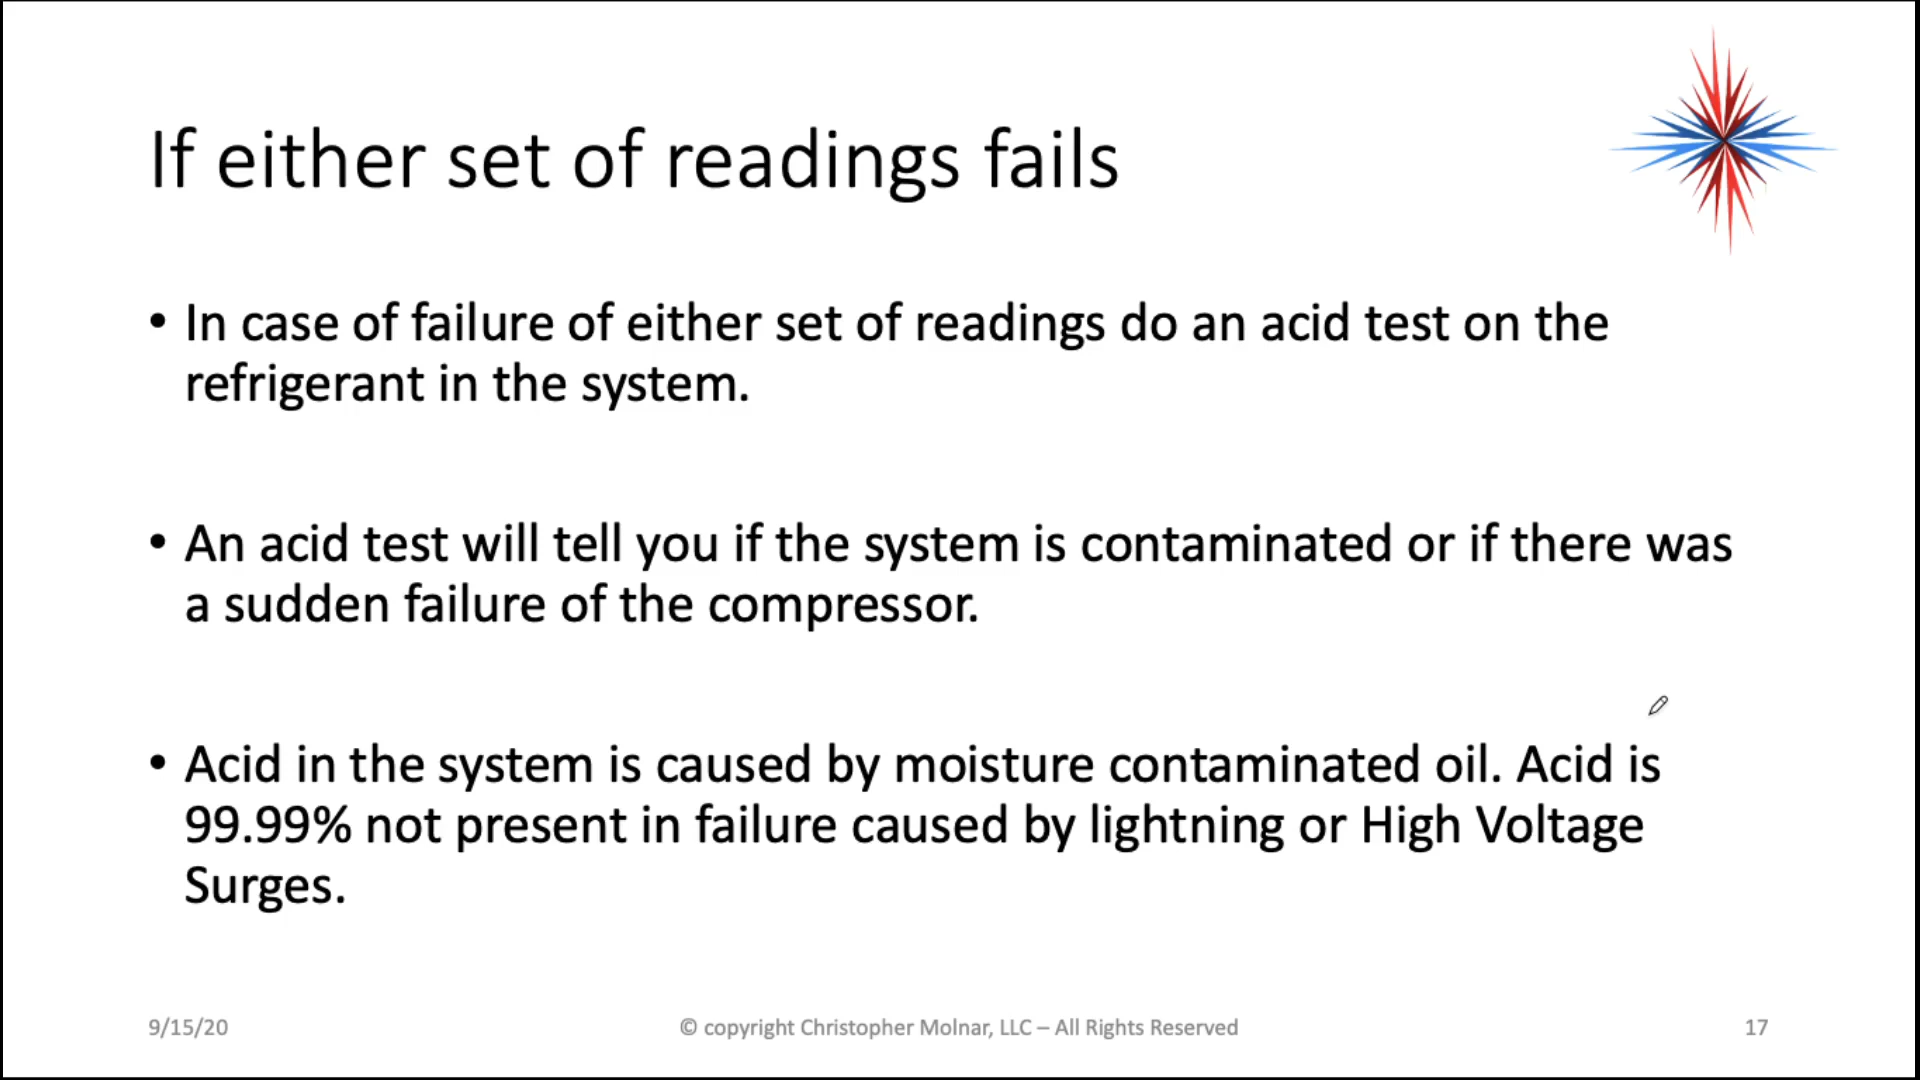 If either set of readings fails
• In case of failure of either set of readings do an acid test on the
refrigerant in the system.
• An acid test will tell you if the system is contaminated or if there was
a sudden failure of the compressor.
• Acid in the system is caused by moisture contaminated oil. Acid is
99.99% not present in failure caused by lightning or High Voltage
Surges.
9/15/20
© copyright Christopher Molnar, LLC – All Rights Reserved
17